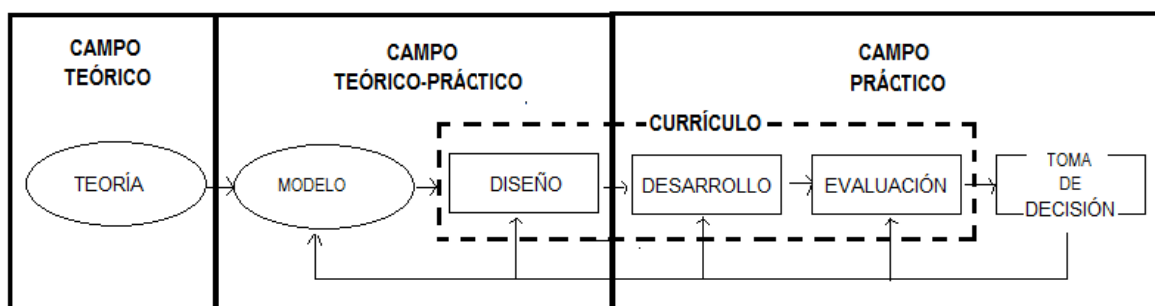 CAMPO
TEÓRICO
CAMPO
TEÓRICO-PRÁCTICO
CAMPO
PRÁCTICO
CURRÍCULO
TEORÍA
MODELO
DISEÑO
DESARROLLO
EVALUACIÓN
TOMA
DE
DECISIÓN